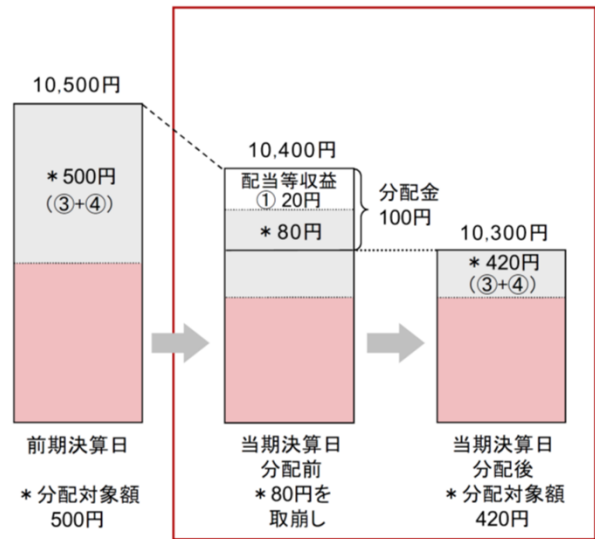 10,500円
＊500円
（③+④）
前期決算日
＊分配対象額
500円
10,400円
配当等収益
① 20円
＊80円
分配金
100円
当期決算日
分配前
＊80円を
取崩し
10,300円
＊420円
（③+④）
当期決算日
分配後
＊分配対象額
420円